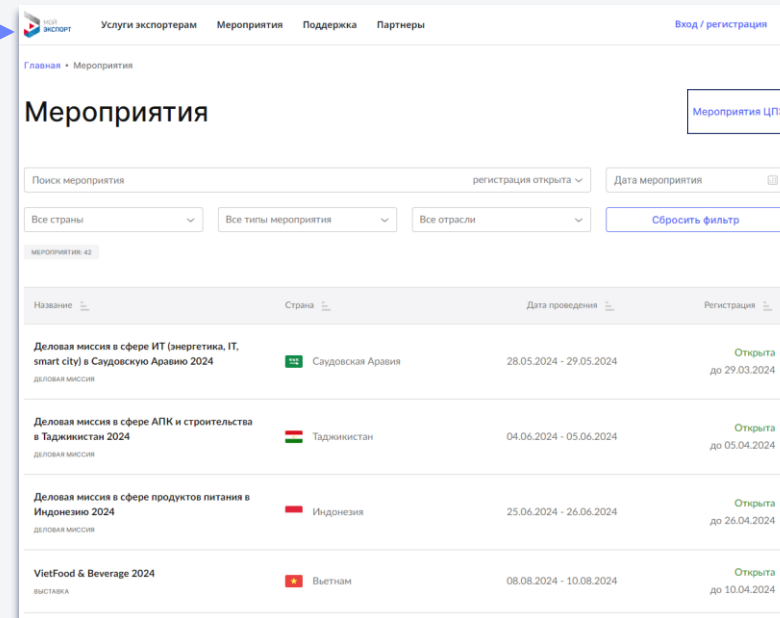 МОЙ
ЭКСПОРТ
Услуги экспортерам Мероприятия Поддержка Партнеры Вход / регистрация
Главная • Мероприятия
Мероприятия
Мероприятия ЦП
Поиск мероприятия регистрация открыта Дата мероприятия
Все страны Все типы мероприятия Все отрасли Сбросить фильтр
МЕРОПРИЯТИЯ: 42
Название Страна Дата проведения Регистрация
Деловая миссия в сфере ИТ (энергетика, IT,
smart city) в Саудовскую Аравию 2024
ДЕЛОВАЯ МИССИЯ
Саудовская Аравия 28.05.2024 - 29.05.2024
Открыта
до 29.03.2024
Деловая миссия в сфере АПК и строительства
в Таджикистан 2024
ДЕЛОВАЯ МИССИЯ
Таджикистан 04.06.2024 - 05.06.2024
Открыта
до 05.04.2024
Деловая миссия в сфере продуктов питания в
Индонезию 2024
ДЕЛОВАЯ МИССИЯ
Индонезия 25.06.2024 - 26.06.2024
Открыта
до 26.04.2024
VietFood & Beverage 2024
ВЫСТАВКА
Вьетнам 08.08.2024 - 10.08.2024
Открыта
до 10.04.2024